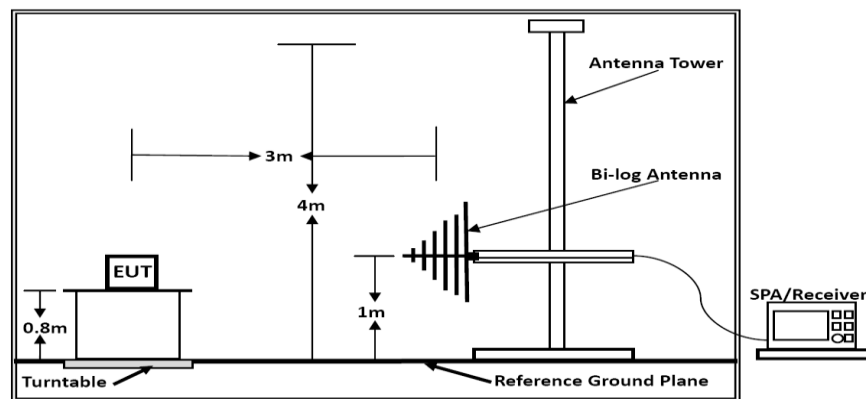 Antenna Tower
3m
Bi-log Antenna
4m
EUT
SPA/Receiver
0.8m
1m
Turntable
Reference Ground Plane